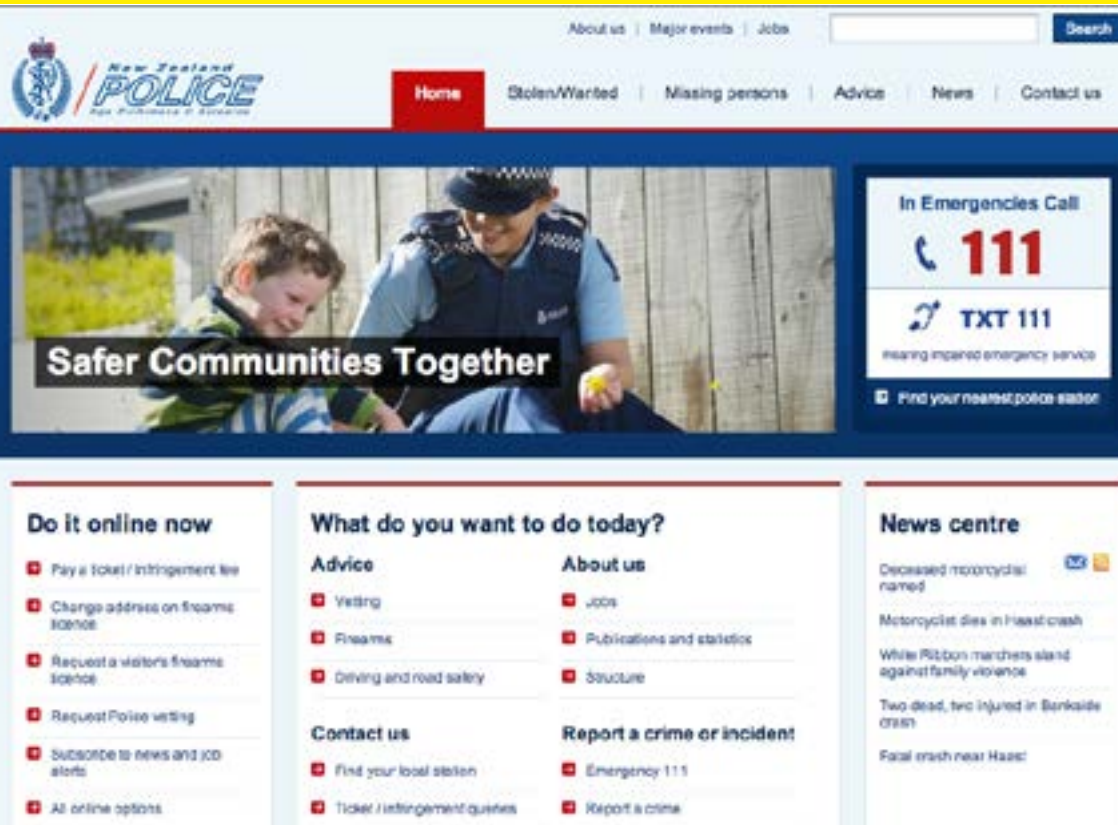 About us | Major events | Jobs
Search
New Zealand
POLICE
Home
Stolen/Wanted | Missing persons | Advice | News | Contact us
Safer Communities Together
In Emergencies Call
111
TXT 111
Hearing impaired emergency service
Find your nearest police station
Do it online now
Pay a ticket / infringement fee
Change address on firearms
licence
Request a visitor's firearms
licence
Request Police vetting
Subscribe to news and job
alerts
All online options
What do you want to do today?
Advice
Vetting
Firearms
Driving and road safety
About us
Jobs
Publications and statistics
Structure
Contact us
Find your local station
Ticket / infringement queries
Report a crime or incident
Emergency 111
Report a crime
News centre
Deceased motorcyclist
named
Motorcyclist dies in Haast crash
White Ribbon marchers stand
against family violence
Two dead, two injured in Bankside
crash
Fatal crash near Haast